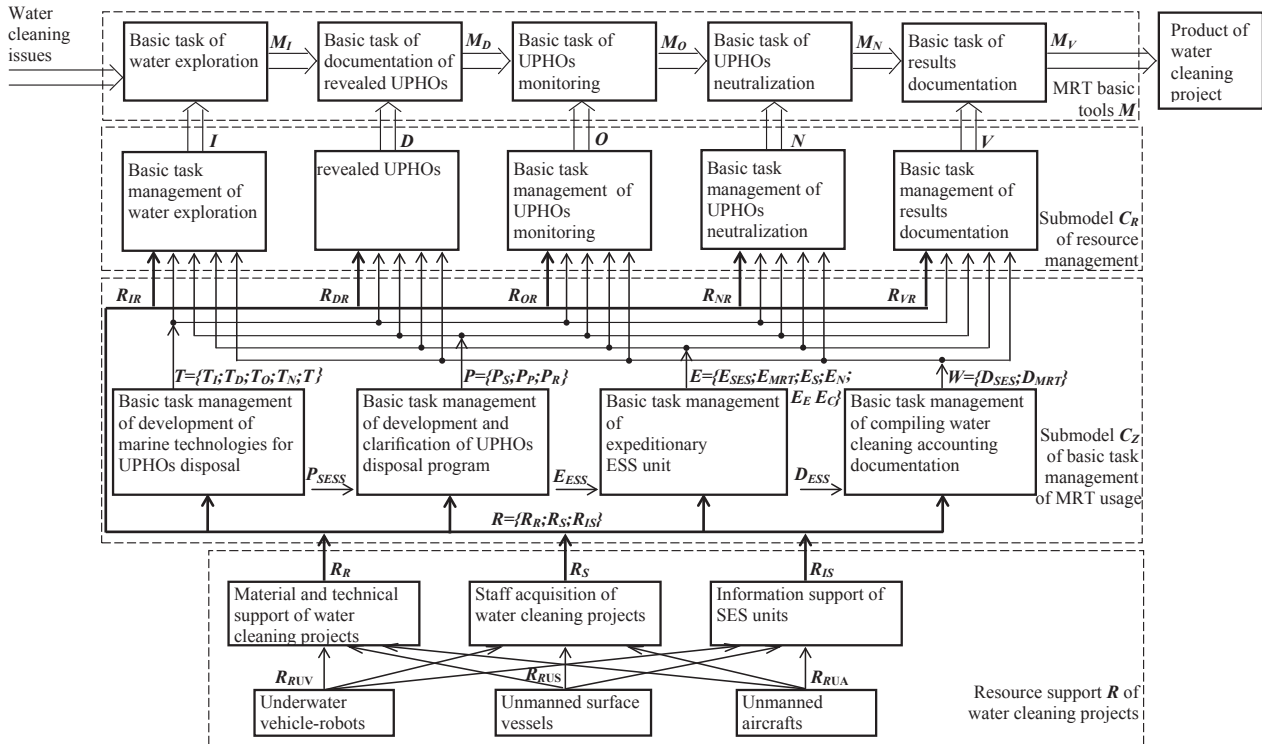 Water
cleaning
issues
Basic task of
water exploration
M_I
Basic task of
documentation of
revealed UPHOs
M_D
Basic task of
UPHOs
monitoring
M_O
Basic task of
UPHOs
neutralization
M_N
Basic task of
results
documentation
M_V
Product of
water
cleaning
project
MRT basic
tools M
I
D
O
N
V
Basic task
management of
water exploration
revealed UPHOs
Basic task
management of
UPHOs
monitoring
Basic task
management of
UPHOs
neutralization
Basic task
management of
results
documentation
Submodel C_R
of resource
management
R_IR
R_DR
R_OR
R_NR
R_VR
T={T_I;T_D;T_O;T_N;T}
P={P_S;P_P;P_R}
E={E_SES;E_MRT;E_S;E_N;
E_E E_C}
W={D_SES;D_MRT}
Basic task management
of development of
marine technologies for
UPHOs disposal
P_SESS
Basic task management
of development and
clarification of UPHOs
disposal program
E_ESS
Basic task management
of
expeditionary
ESS unit
D_ESS
Basic task management
of compiling water
cleaning accounting
documentation
Submodel C_Z
of basic task
management
of MRT usage
R={R_R;R_S;R_IS}
R_R
R_S
R_IS
Material and technical
support of water
cleaning projects
Staff acquisition of
water cleaning projects
Information support of
SES units
R_RUV
R_RUS
R_RUA
Underwater
vehicle-robots
Unmanned surface
vessels
Unmanned
aircrafts
Resource support R of
water cleaning projects